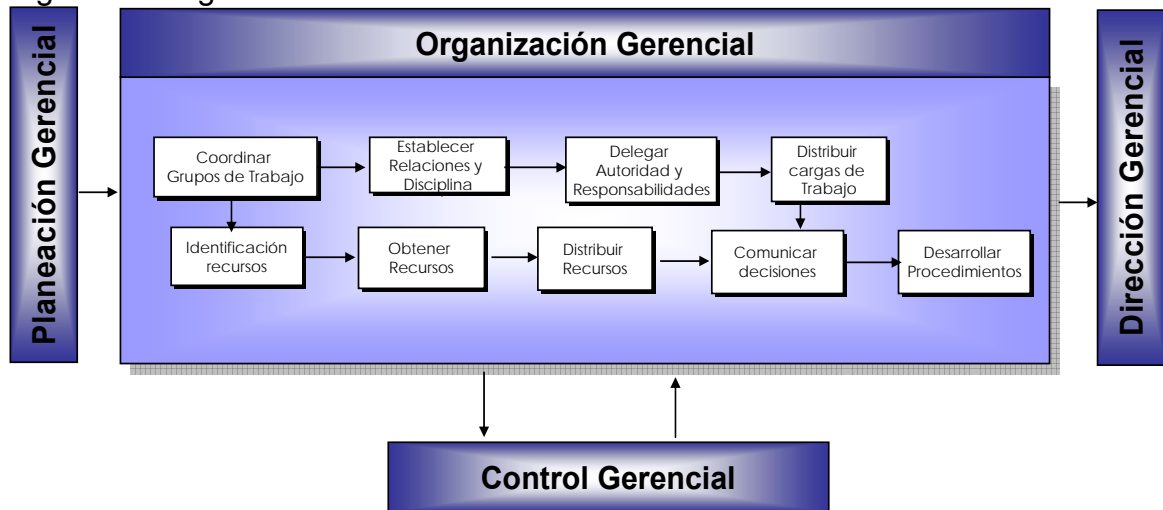 Planeación Gerencial
Organización Gerencial
Coordinar
Grupos de Trabajo
Establecer
Relaciones y
Disciplina
Delegar
Autoridad y
Responsabilidades
Distribuir
cargas de
Trabajo
Identificación
recursos
Obtener
Recursos
Distribuir
Recursos
Comunicar
decisiones
Desarrollar
Procedimientos
Dirección Gerencial
Control Gerencial